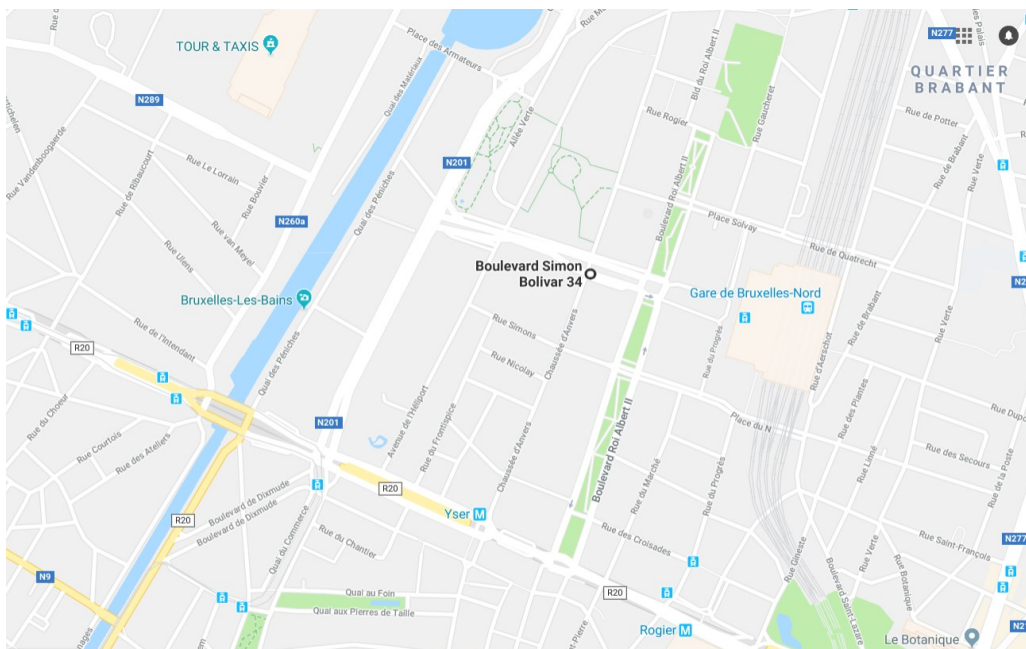 TOUR & TAXIS
Place des Armateurs
Quai des Matériaux
N277
QUARTIER
BRABANT
N289
Bld du Roi Albert II
Rue Gaucheret
Rue Rogier
Allée Verte
Rue de Potter
Rue de Brabant
Rue Verte
Rue Vandenboogaerde
Rue de Ribaucourt
Rue Le Lorrain
Rue Bouvier
N201
Quai des Péniches
N260a
Rue van Meyel
Rue Ulens
Boulevard Roi Albert II
Place Solvay
Rue de Quatrecht
Boulevard Simon
Bolivar 34
Gare de Bruxelles-Nord
Bruxelles-Les-Bains
Rue de l'Intendant
R20
Quai des Péniches
Rue Simons
Rue Nicolay
Chaussée d'Anvers
Rue du Progrès
Rue d'Aerschot
Rue de Brabant
Rue Verte
Rue du Choeur
Rue Courtois
Rue des Ateliers
N201
Avenue de l'Héliport
Rue du Frontispice
Chaussée d'Anvers
Boulevard Roi Albert II
Place du N
Rue des Plantes
Rue Linné
Rue des Secours
Rue de la Poste
Rue du Marché
Rue du Progrès
R20
Yser
R20
Boulevard de Dixmude
Boulevard de Dixmude
Quai du Commerce
Rue du Chantier
Rue des Croisades
Rue Saint-François
N277
N9
Rue Gineste
Boulevard Saint-Lazare
Rue Verte
Rue Botanique
Quai au Foin
Quai aux Pierres de Taille
R20
Rogier
Le Botanique